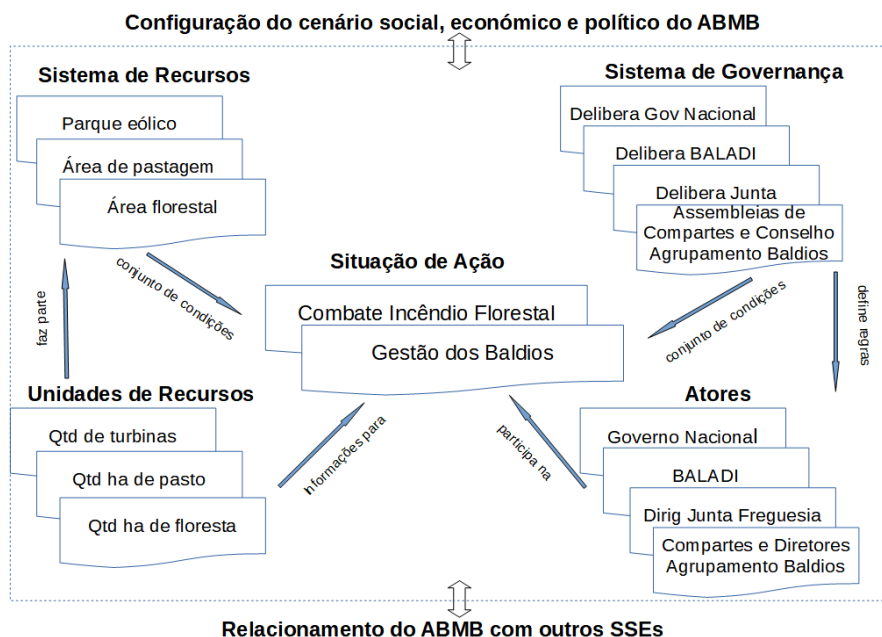 Configuração do cenário social, económico e político do ABMB
Sistema de Recursos
Parque eólico
Área de pastagem
Área florestal
Sistema de Governança
Delibera Gov Nacional
Delibera BALADI
Delibera Junta
Assembleias de
Compartes e Conselho
Agrupamento Baldios
conjunto de condições
Situação de Ação
Combate Incêndio Florestal
Gestão dos Baldios
conjunto de condições
define regras
faz parte
Unidades de Recursos
Qtd de turbinas
Qtd ha de pasto
Qtd ha de floresta
Informações para
participa na
Atores
Governo Nacional
BALADI
Dirig Junta Freguesia
Compartes e Diretores
Agrupamento Baldios
Relacionamento do ABMB com outros SSEs